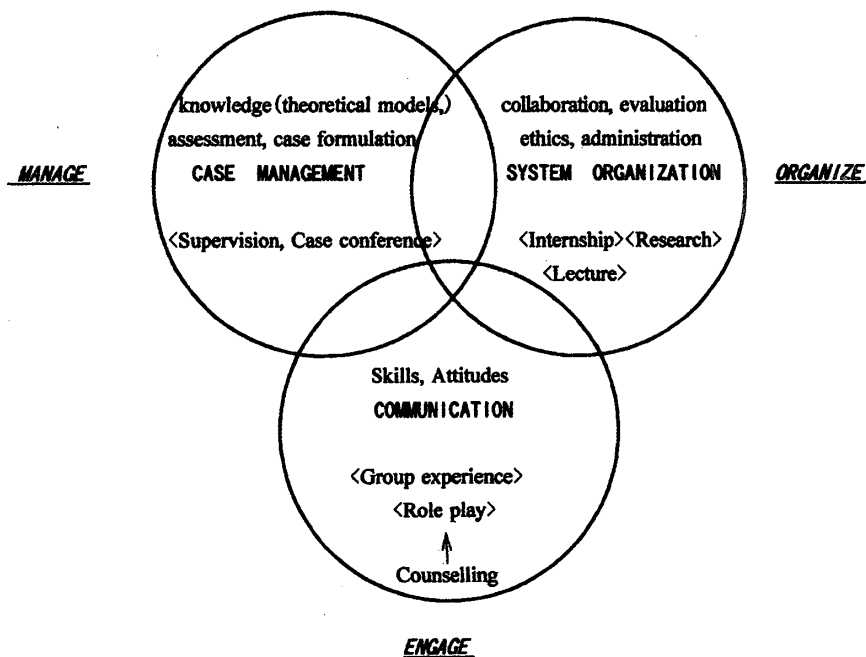 knowledge (theoretical models,)
assessment, case formulation
CASE MANAGEMENT
<Supervision, Case conference>
MANAGE
collaboration, evaluation
ethics, administration
SYSTEM ORGANIZATION
<Internship><Research>
<Lecture>
ORGANIZE
Skills, Attitudes
COMMUNICATION
<Group experience>
<Role play>
Counselling
ENGAGE